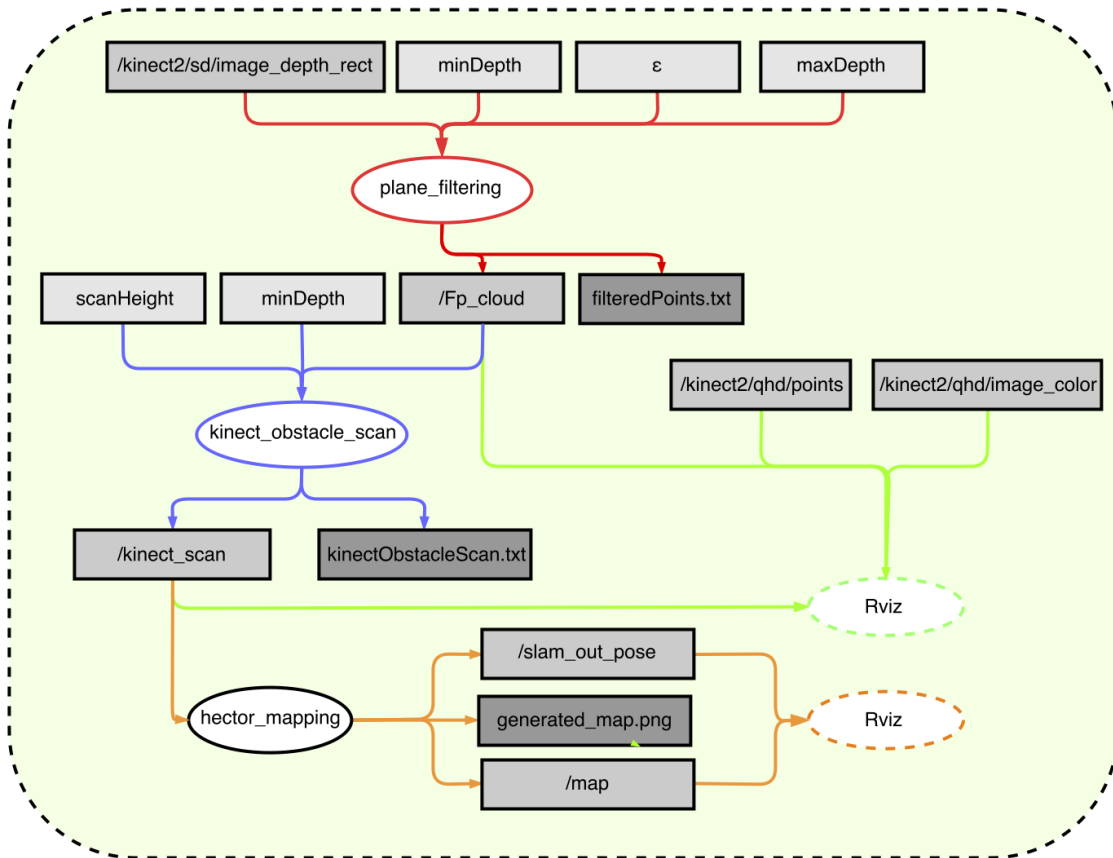 /kinect2/sd/image_depth_rect
minDepth
ε
maxDepth
plane_filtering
scanHeight
minDepth
/Fp_cloud
filteredPoints.txt
/kinect2/qhd/points
/kinect2/qhd/image_color
kinect_obstacle_scan
/kinect_scan
kinectObstacleScan.txt
Rviz
/slam_out_pose
hector_mapping
generated_map.png
Rviz
/map